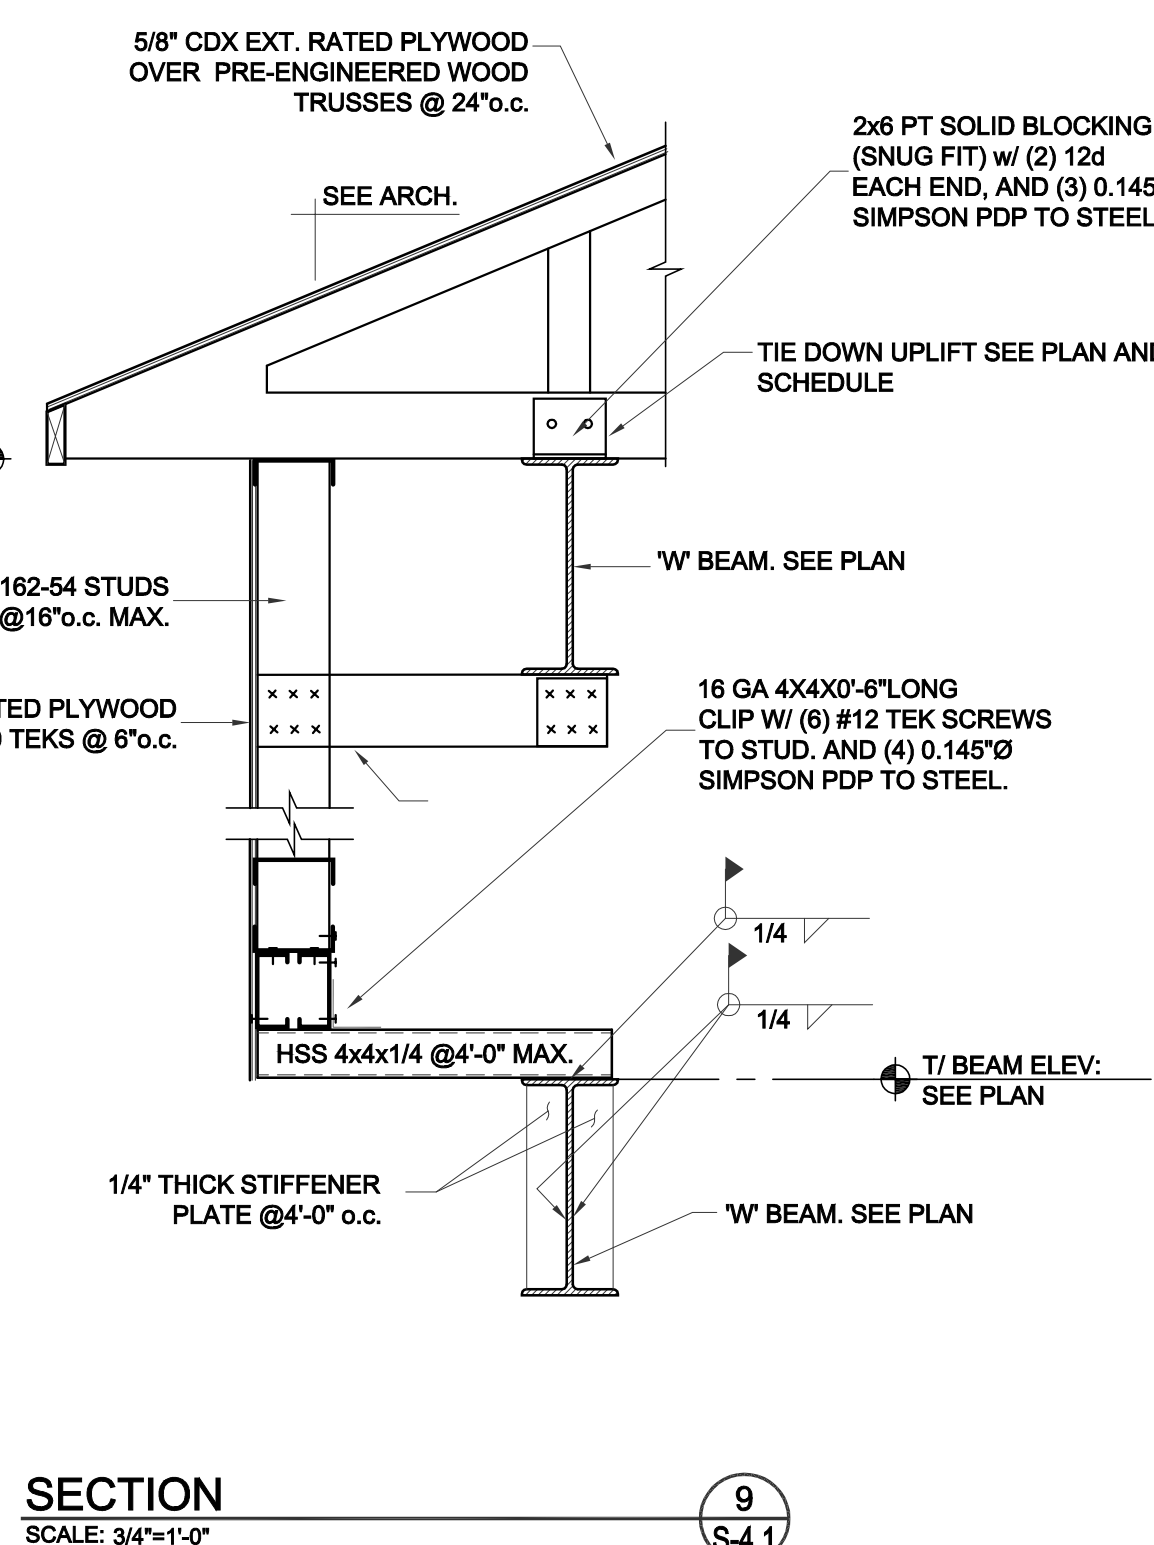 5/8" CDX EXT. RATED PLYWOOD
OVER PRE-ENGINEERED WOOD
TRUSSES @ 24"o.c.
2x6 PT SOLID BLOCKING
(SNUG FIT) w/ (2) 12d
EACH END, AND (3) 0.145
SIMPSON PDP TO STEEL
SEE ARCH.
TIE DOWN UPLIFT SEE PLAN AND
SCHEDULE
'W' BEAM. SEE PLAN
162-54 STUDS
@16"o.c. MAX.
TED PLYWOOD
TEKS @ 6"o.c.
16 GA 4X4X0'-6"LONG
CLIP W/ (6) #12 TEK SCREWS
TO STUD. AND (4) 0.145"Ø
SIMPSON PDP TO STEEL.
1/4
1/4
HSS 4x4x1/4 @4'-0" MAX.
T/ BEAM ELEV:
SEE PLAN
1/4" THICK STIFFENER
PLATE @4'-0" o.c.
'W' BEAM. SEE PLAN
SECTION
SCALE: 3/4"=1'-0"
9
S-4.1